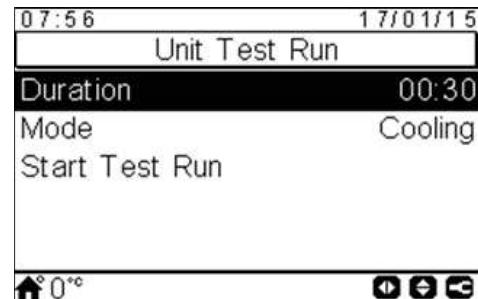 07:56 17/01/15
Unit Test Run
Duration 00:30
Mode Cooling
Start Test Run
0°C